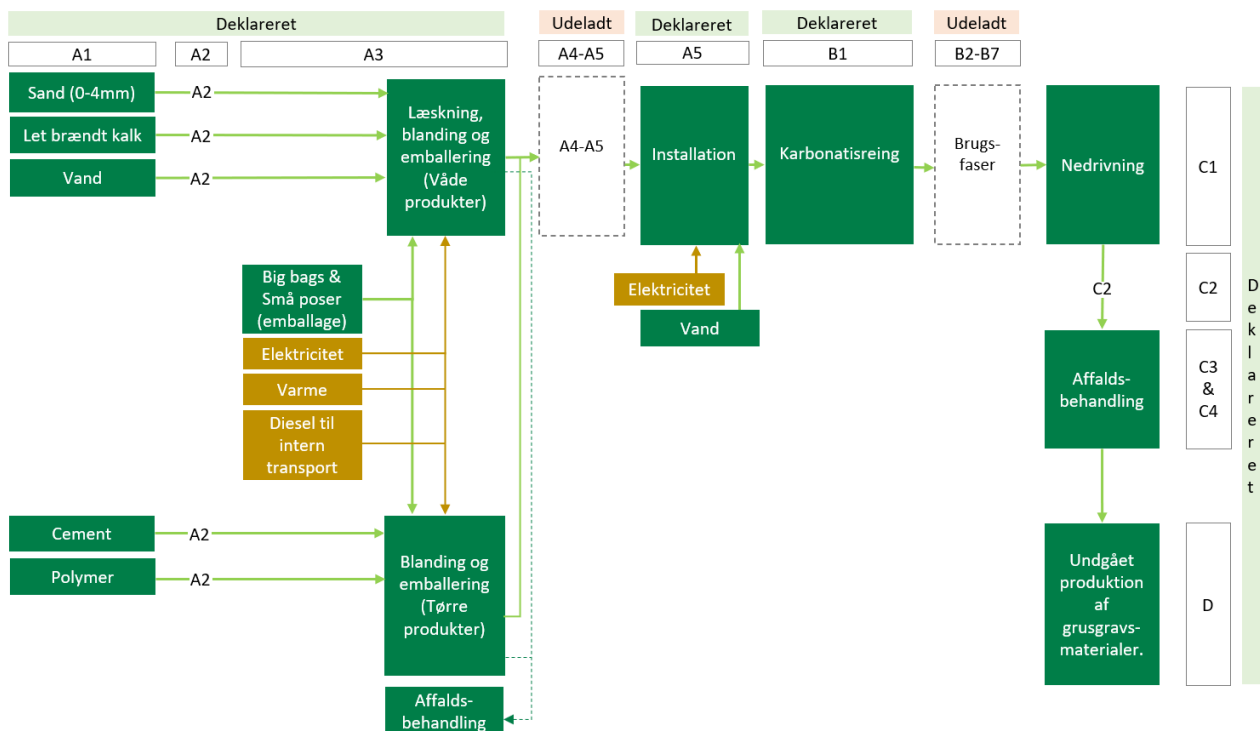 Deklareret
Udeladt
Deklareret
Deklareret
Udeladt
A1
A2
A3
A4-A5
A5
B1
B2-B7
Sand (0-4mm)
A2
Let brændt kalk
A2
Vand
A2
Læskning,
blanding og
emballering
(Våde
produkter)
A4-A5
Installation
Karbonatisreing
Brugs-
faser
Nedrivning
C1
Big bags &
Små poser
(emballage)
Elektricitet
Varme
Diesel til
intern
transport
Elektricitet
Vand
C2
C2
Affalds-
behandling
C3
&
C4
Deklareret
Cement
A2
Polymer
A2
Blanding og
emballering
(Tørre
produkter)
Undgået
produktion
af
grusgravs-
materialer.
D
Affalds-
behandling